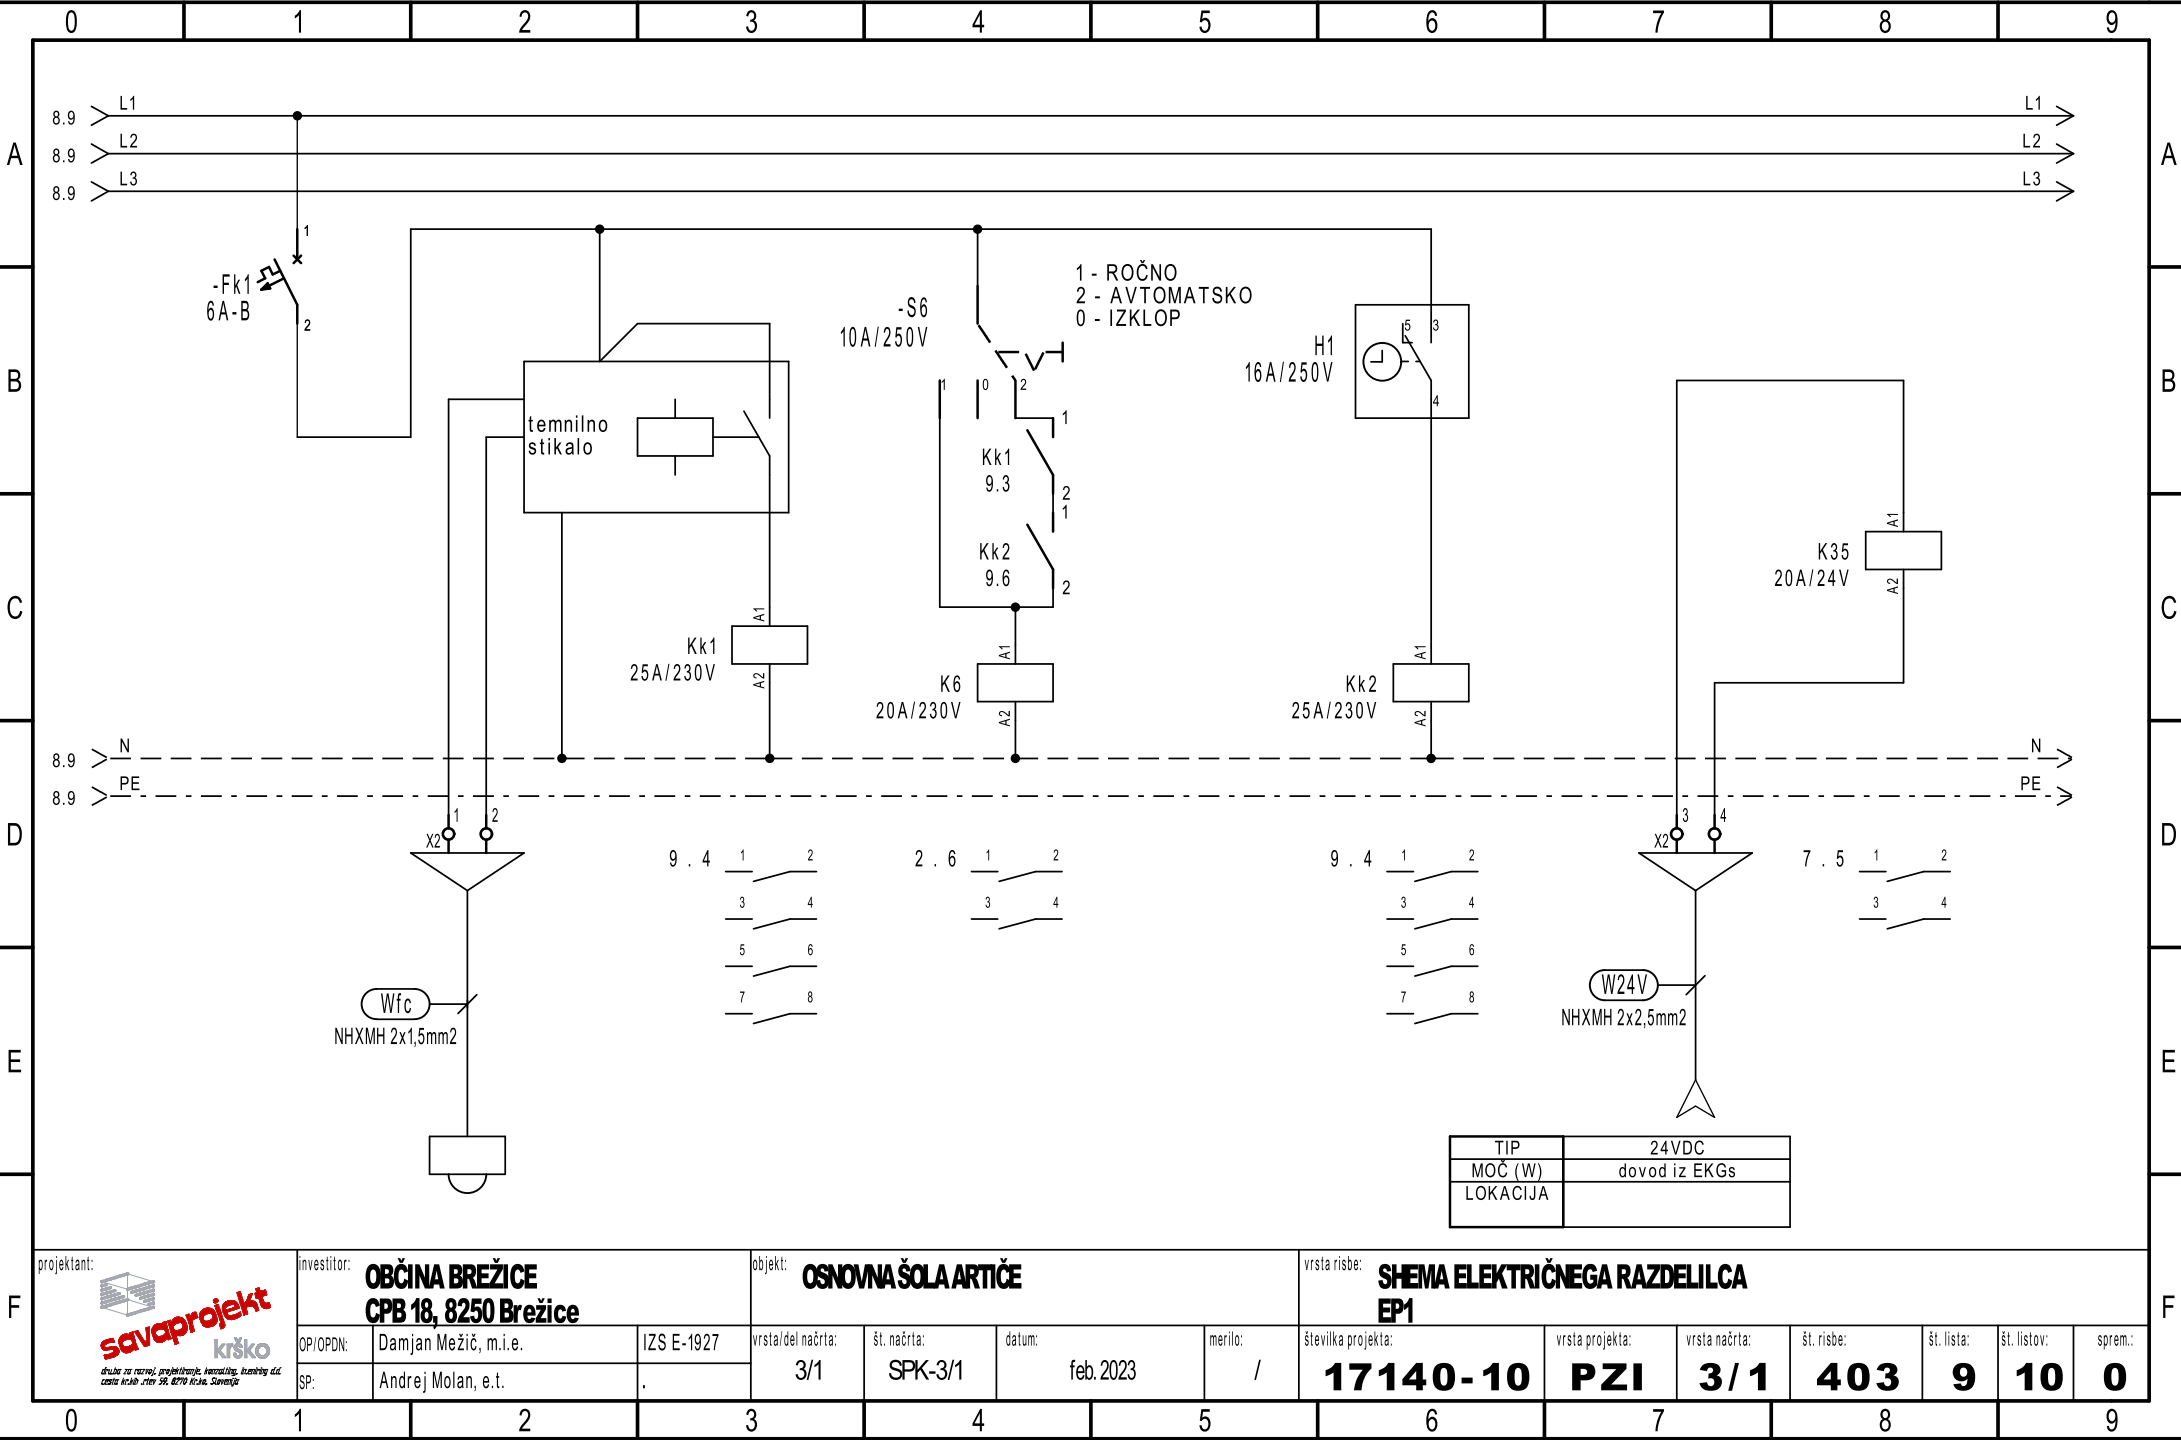 0 1 2 3 4 5 6 7 8 9
A A
B B
C C
D D
E E
F F
8.9 L1 L1
8.9 L2 L2
8.9 L3 L3
1
-Fk1
6A-B
2
temnilno
stikalo
-S6
10A/250V
1 - ROČNO
2 - AVTOMATSKO
0 - IZKLOP
1 0 2
1
Kk1
9.3
2
1
Kk2
9.6
2
H1
16A/250V
5 3
4
A1
Kk1
25A/230V
A2
A1
K6
20A/230V
A2
A1
Kk2
25A/230V
A2
A1
K35
20A/24V
A2
8.9 N N
8.9 PE PE
X2 1 2
X2 3 4
9.4 1 2
3 4
5 6
7 8
2.6 1 2
3 4
9.4 1 2
3 4
5 6
7 8
7.5 1 2
3 4
Wfc
NHXMH 2x1,5mm2
W24V
NHXMH 2x2,5mm2
TIP 24VDC
MOČ (W) dovod iz EKGs
LOKACIJA
projektant:
savaprojekt
krško
investitor: OBČINA BREŽICE
CPB 18, 8250 Brežice
objekt: OSNOVNA ŠOLA ARTIČE
vrsta risbe: SHEMA ELEKTRIČNEGA RAZDELILCA
EP1
OP/OPDN: Damjan Mežič, m.i.e. IZS E-1927
SP: Andrej Molan, e.t. .
vrsta/del načrta: 3/1
št. načrta: SPK-3/1
datum: feb. 2023
merilo: /
številka projekta: 17140-10
vrsta projekta: PZI
vrsta načrta: 3/1
št. risbe: 403
št. lista: 9
št. listov: 10
sprem.: 0
0 1 2 3 4 5 6 7 8 9